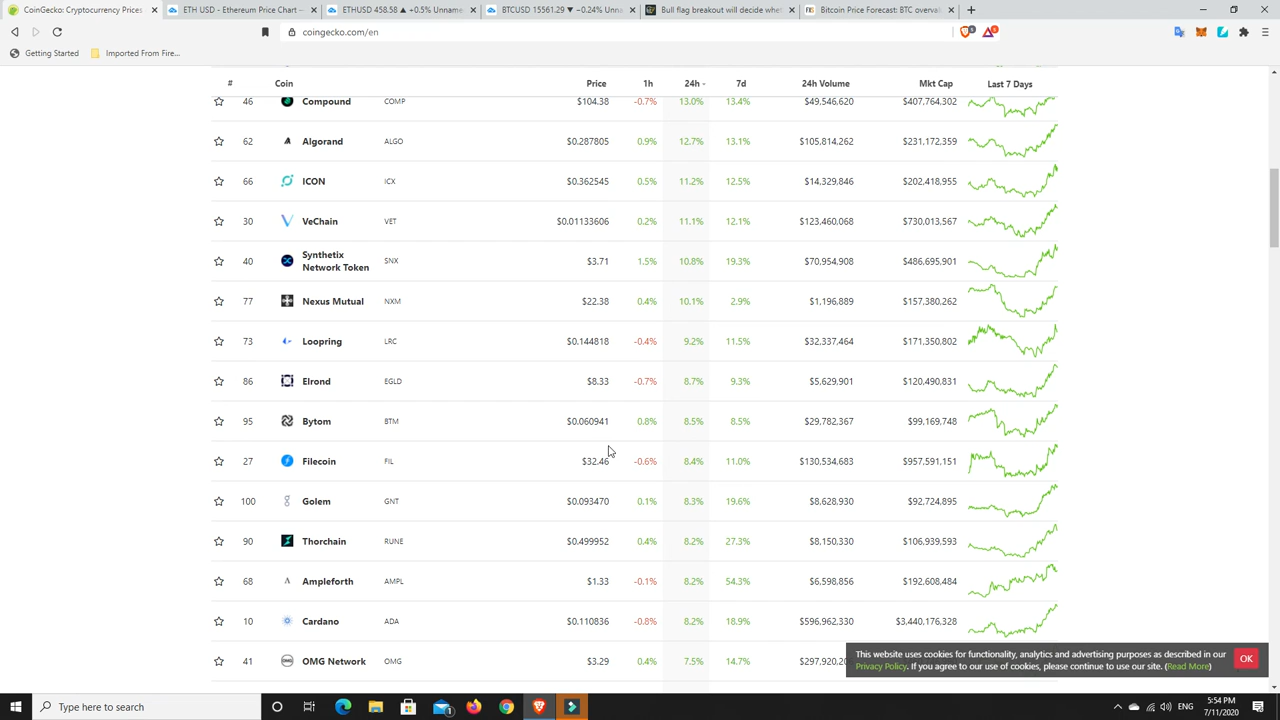 CoinGecko: Cryptocurrency Prices
ETH USD - Ethereum Price Chart —
ETHUSD 458.58 ▲ +0.5% Unname
BTCUSD 15561.29 ▼ −0.24% Unna
Bull flag breakout will decide whet
Bitcoin Price Forecast: BTC overval
coingecko.com/en
Getting Started Imported From Fire...
# Coin Price 1h 24h 7d 24h Volume Mkt Cap Last 7 Days
46 Compound COMP $104.38 -0.7% 13.0% 13.4% $49,546,620 $407,764,302
62 Algorand ALGO $0.287805 0.9% 12.7% 13.1% $105,814,262 $231,172,359
66 ICON ICX $0.362545 0.5% 11.2% 12.5% $14,329,846 $202,418,955
30 VeChain VET $0.01133606 0.2% 11.1% 12.1% $123,460,068 $730,013,567
40 Synthetix Network Token SNX $3.71 1.5% 10.8% 19.3% $70,954,908 $486,695,901
77 Nexus Mutual NXM $22.38 0.4% 10.1% 2.9% $1,196,889 $157,380,262
73 Loopring LRC $0.144818 -0.4% 9.2% 11.5% $32,337,464 $171,350,802
86 Elrond EGLD $8.33 -0.7% 8.7% 9.3% $5,629,901 $120,490,831
95 Bytom BTM $0.060941 0.8% 8.5% 8.5% $29,782,367 $99,169,748
27 Filecoin FIL $32.46 -0.6% 8.4% 11.0% $130,534,683 $957,591,151
100 Golem GNT $0.093470 0.1% 8.3% 19.6% $8,628,930 $92,724,895
90 Thorchain RUNE $0.499952 0.4% 8.2% 27.3% $8,150,330 $106,939,593
68 Ampleforth AMPL $1.33 -0.1% 8.2% 54.3% $6,598,856 $192,608,484
10 Cardano ADA $0.110836 -0.8% 8.2% 18.9% $596,962,330 $3,440,176,328
41 OMG Network OMG $3.29 0.4% 7.5% 14.7% $297,920,20
This website uses cookies for functionality, analytics and advertising purposes as described in our
Privacy Policy. If you agree to our use of cookies, please continue to use our site. (Read More)
OK
Type here to search
ENG
5:54 PM
7/11/2020